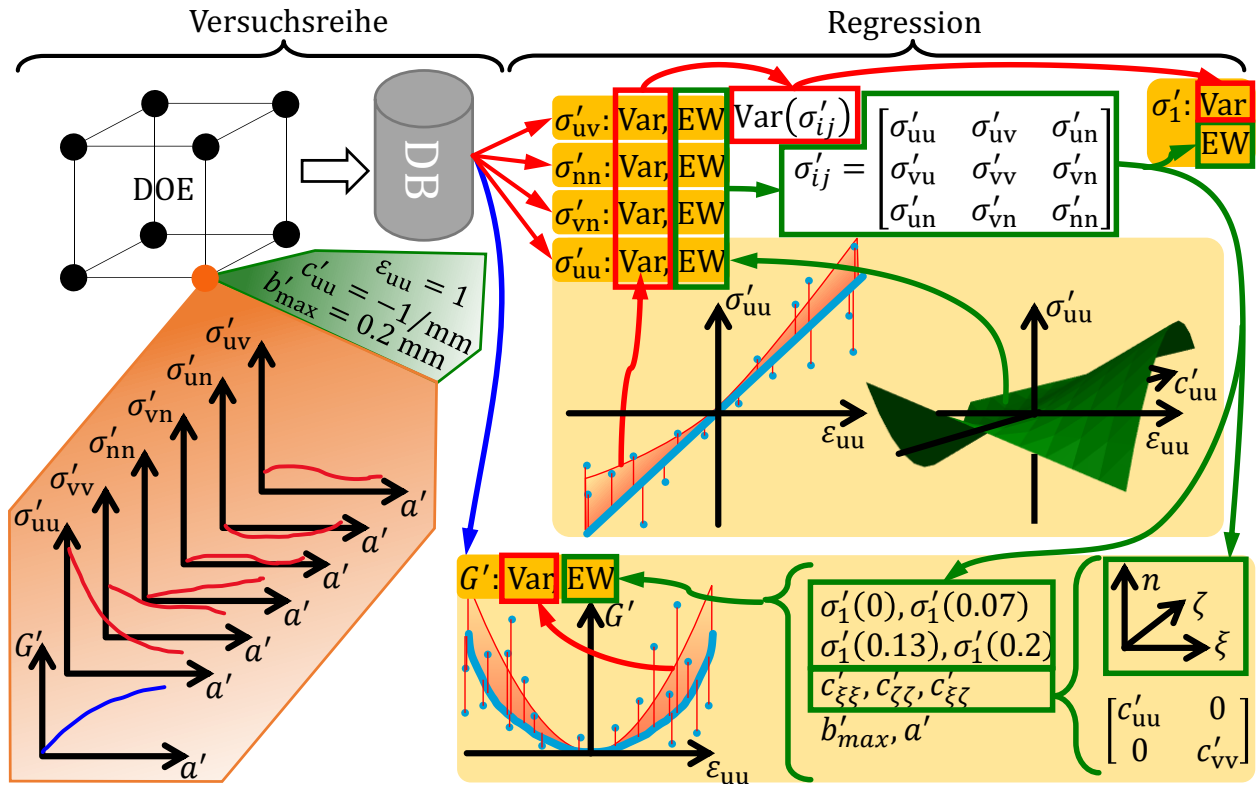 Versuchsreihe
Regression
DOE
DB
ε_uu = 1
c′_uu = −1/mm
b′_max = 0.2 mm
σ′_uv
a′
σ′_un
a′
σ′_vn
a′
σ′_nn
a′
σ′_vv
a′
σ′_uu
a′
G′
a′
σ′_uv: Var, EW
σ′_nn: Var, EW
σ′_vn: Var, EW
σ′_uu: Var, EW
Var(σ′_ij)
σ′_ij = [σ′_uu σ′_uv σ′_un
σ′_vu σ′_vv σ′_vn
σ′_un σ′_vn σ′_nn]
σ′_1: Var
EW
σ′_uu
ε_uu
σ′_uu
c′_uu
ε_uu
G′: Var, EW
G′
ε_uu
σ′_1(0), σ′_1(0.07)
σ′_1(0.13), σ′_1(0.2)
c′_ξξ, c′_ζζ, c′_ξζ
b′_max, a′
n
ζ
ξ
[c′_uu 0
0 c′_vv]